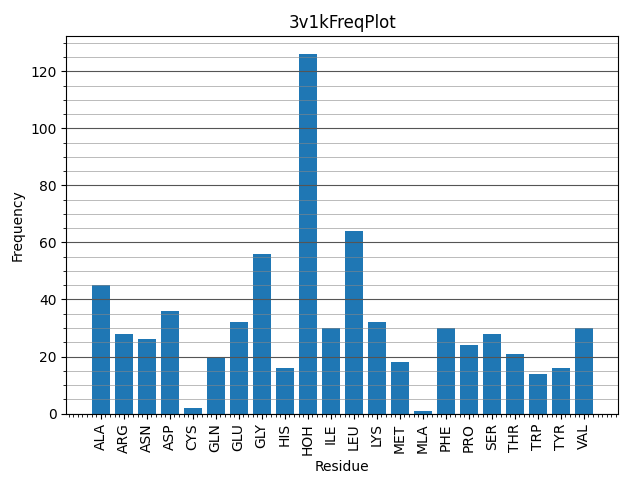 3v1kFreqPlot
Frequency
120
100
80
60
40
20
0
ALA ARG ASN ASP CYS GLN GLU GLY HIS HOH ILE LEU LYS MET MLA PHE PRO SER THR TRP TYR VAL
Residue